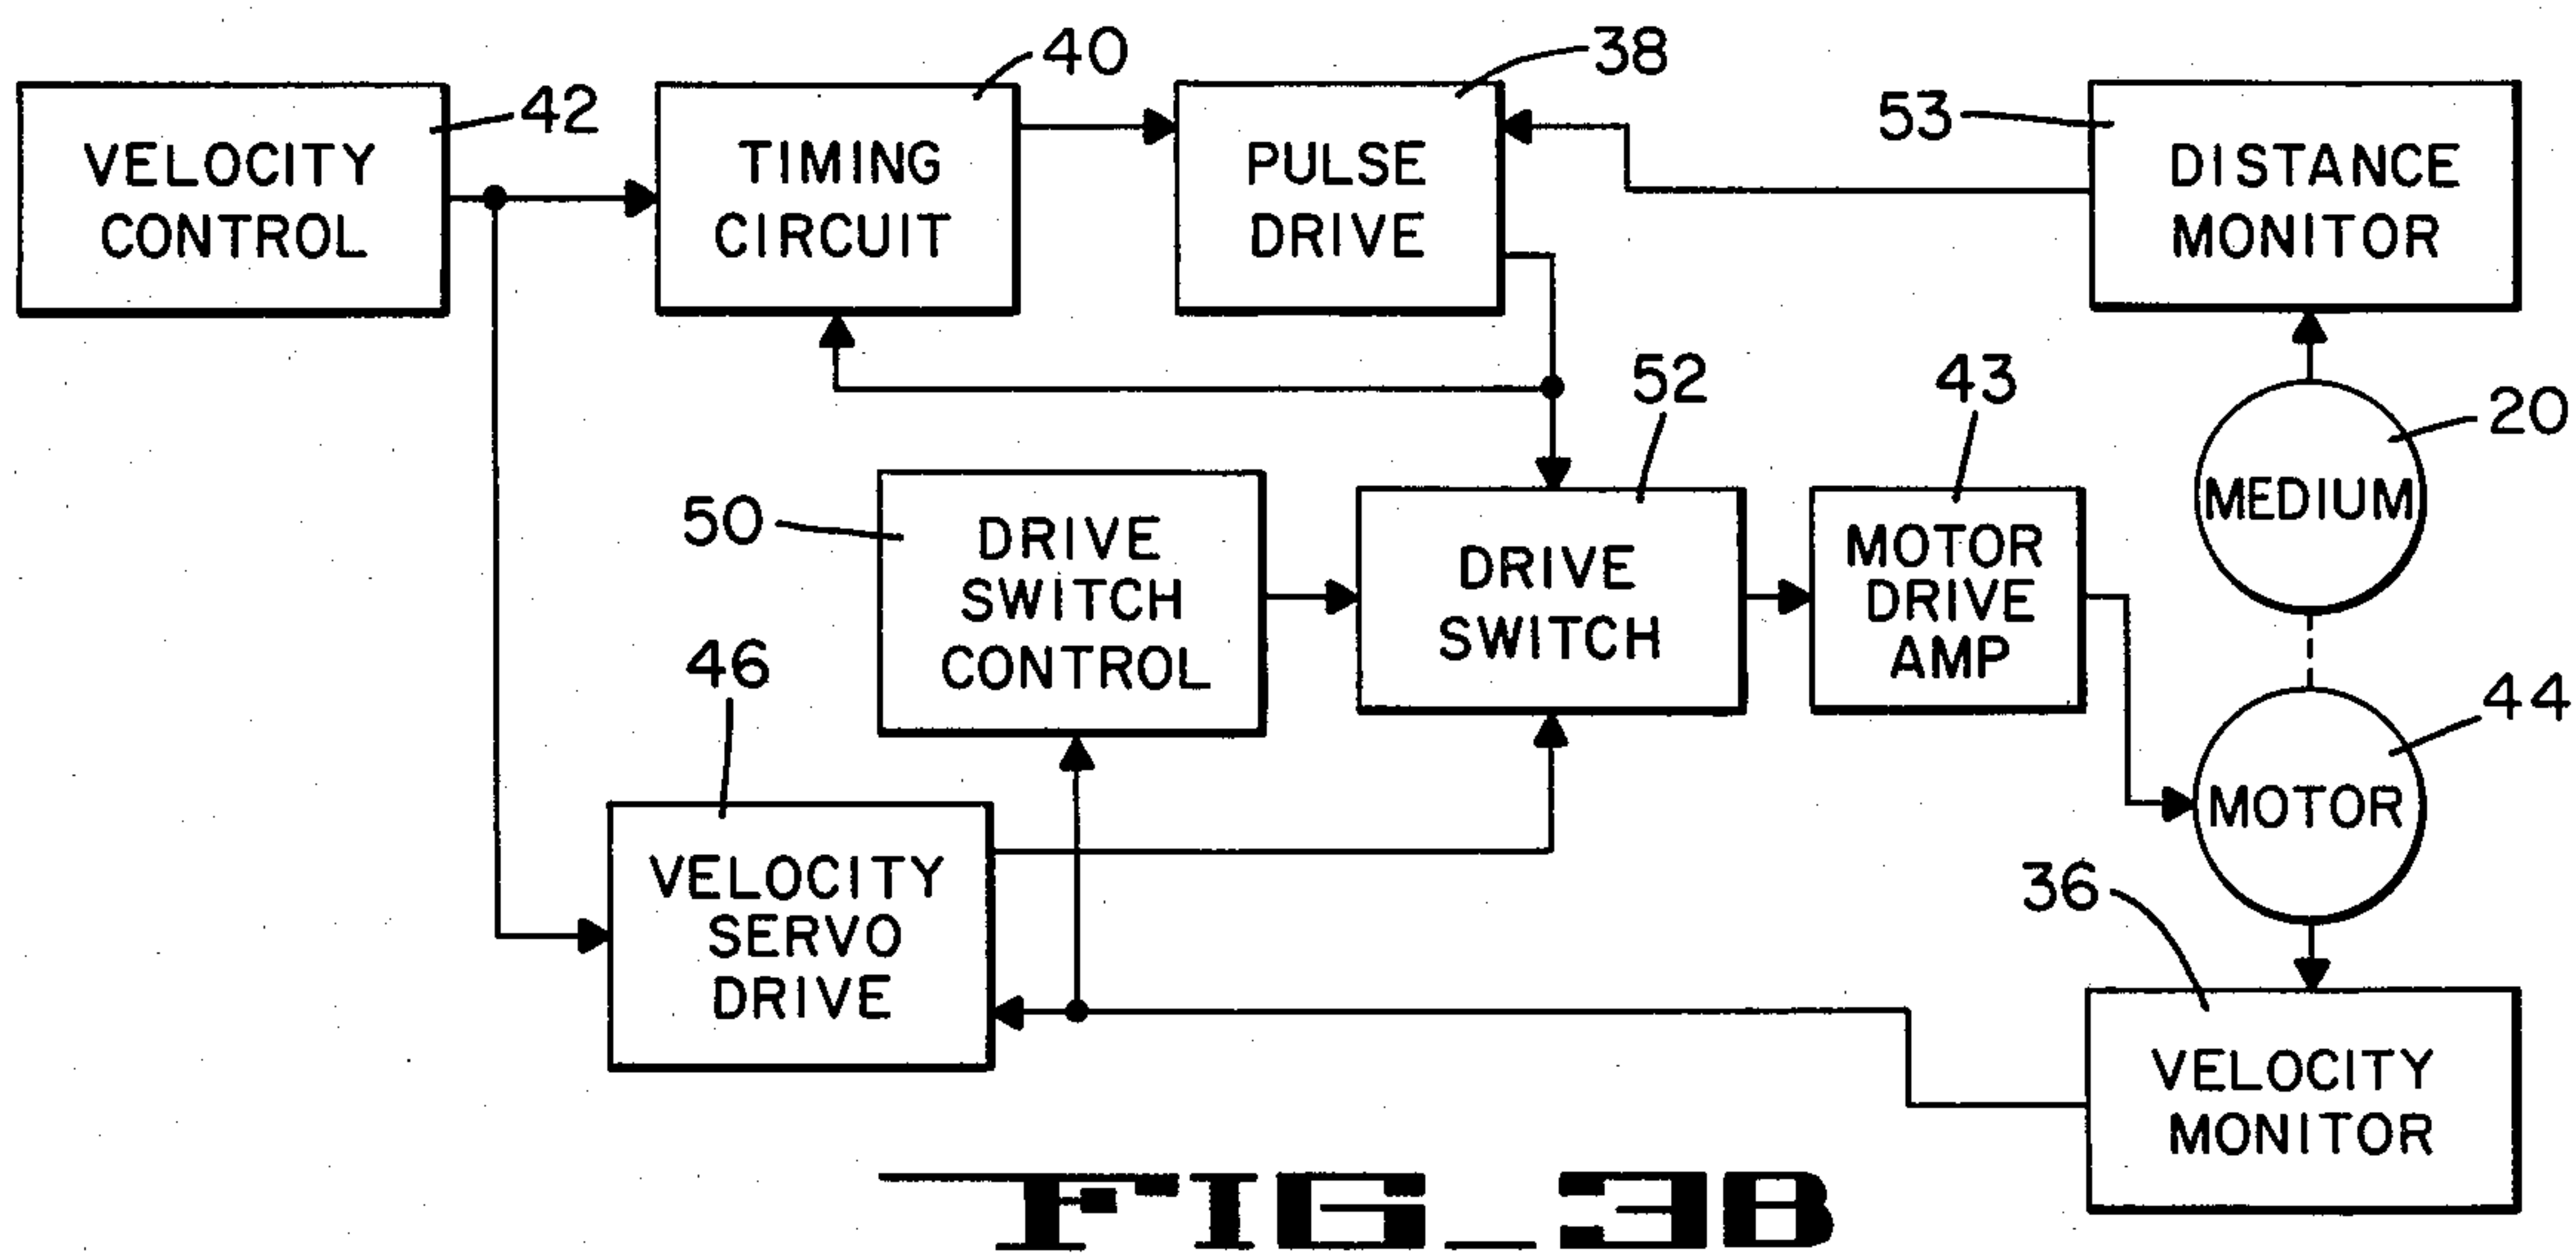 40
38
42
53
VELOCITY
CONTROL
TIMING
CIRCUIT
PULSE
DRIVE
DISTANCE
MONITOR
52
43
20
50
DRIVE
SWITCH
CONTROL
DRIVE
SWITCH
MOTOR
DRIVE
AMP
MEDIUM
46
44
VELOCITY
SERVO
DRIVE
MOTOR
36
VELOCITY
MONITOR
FIG_3B